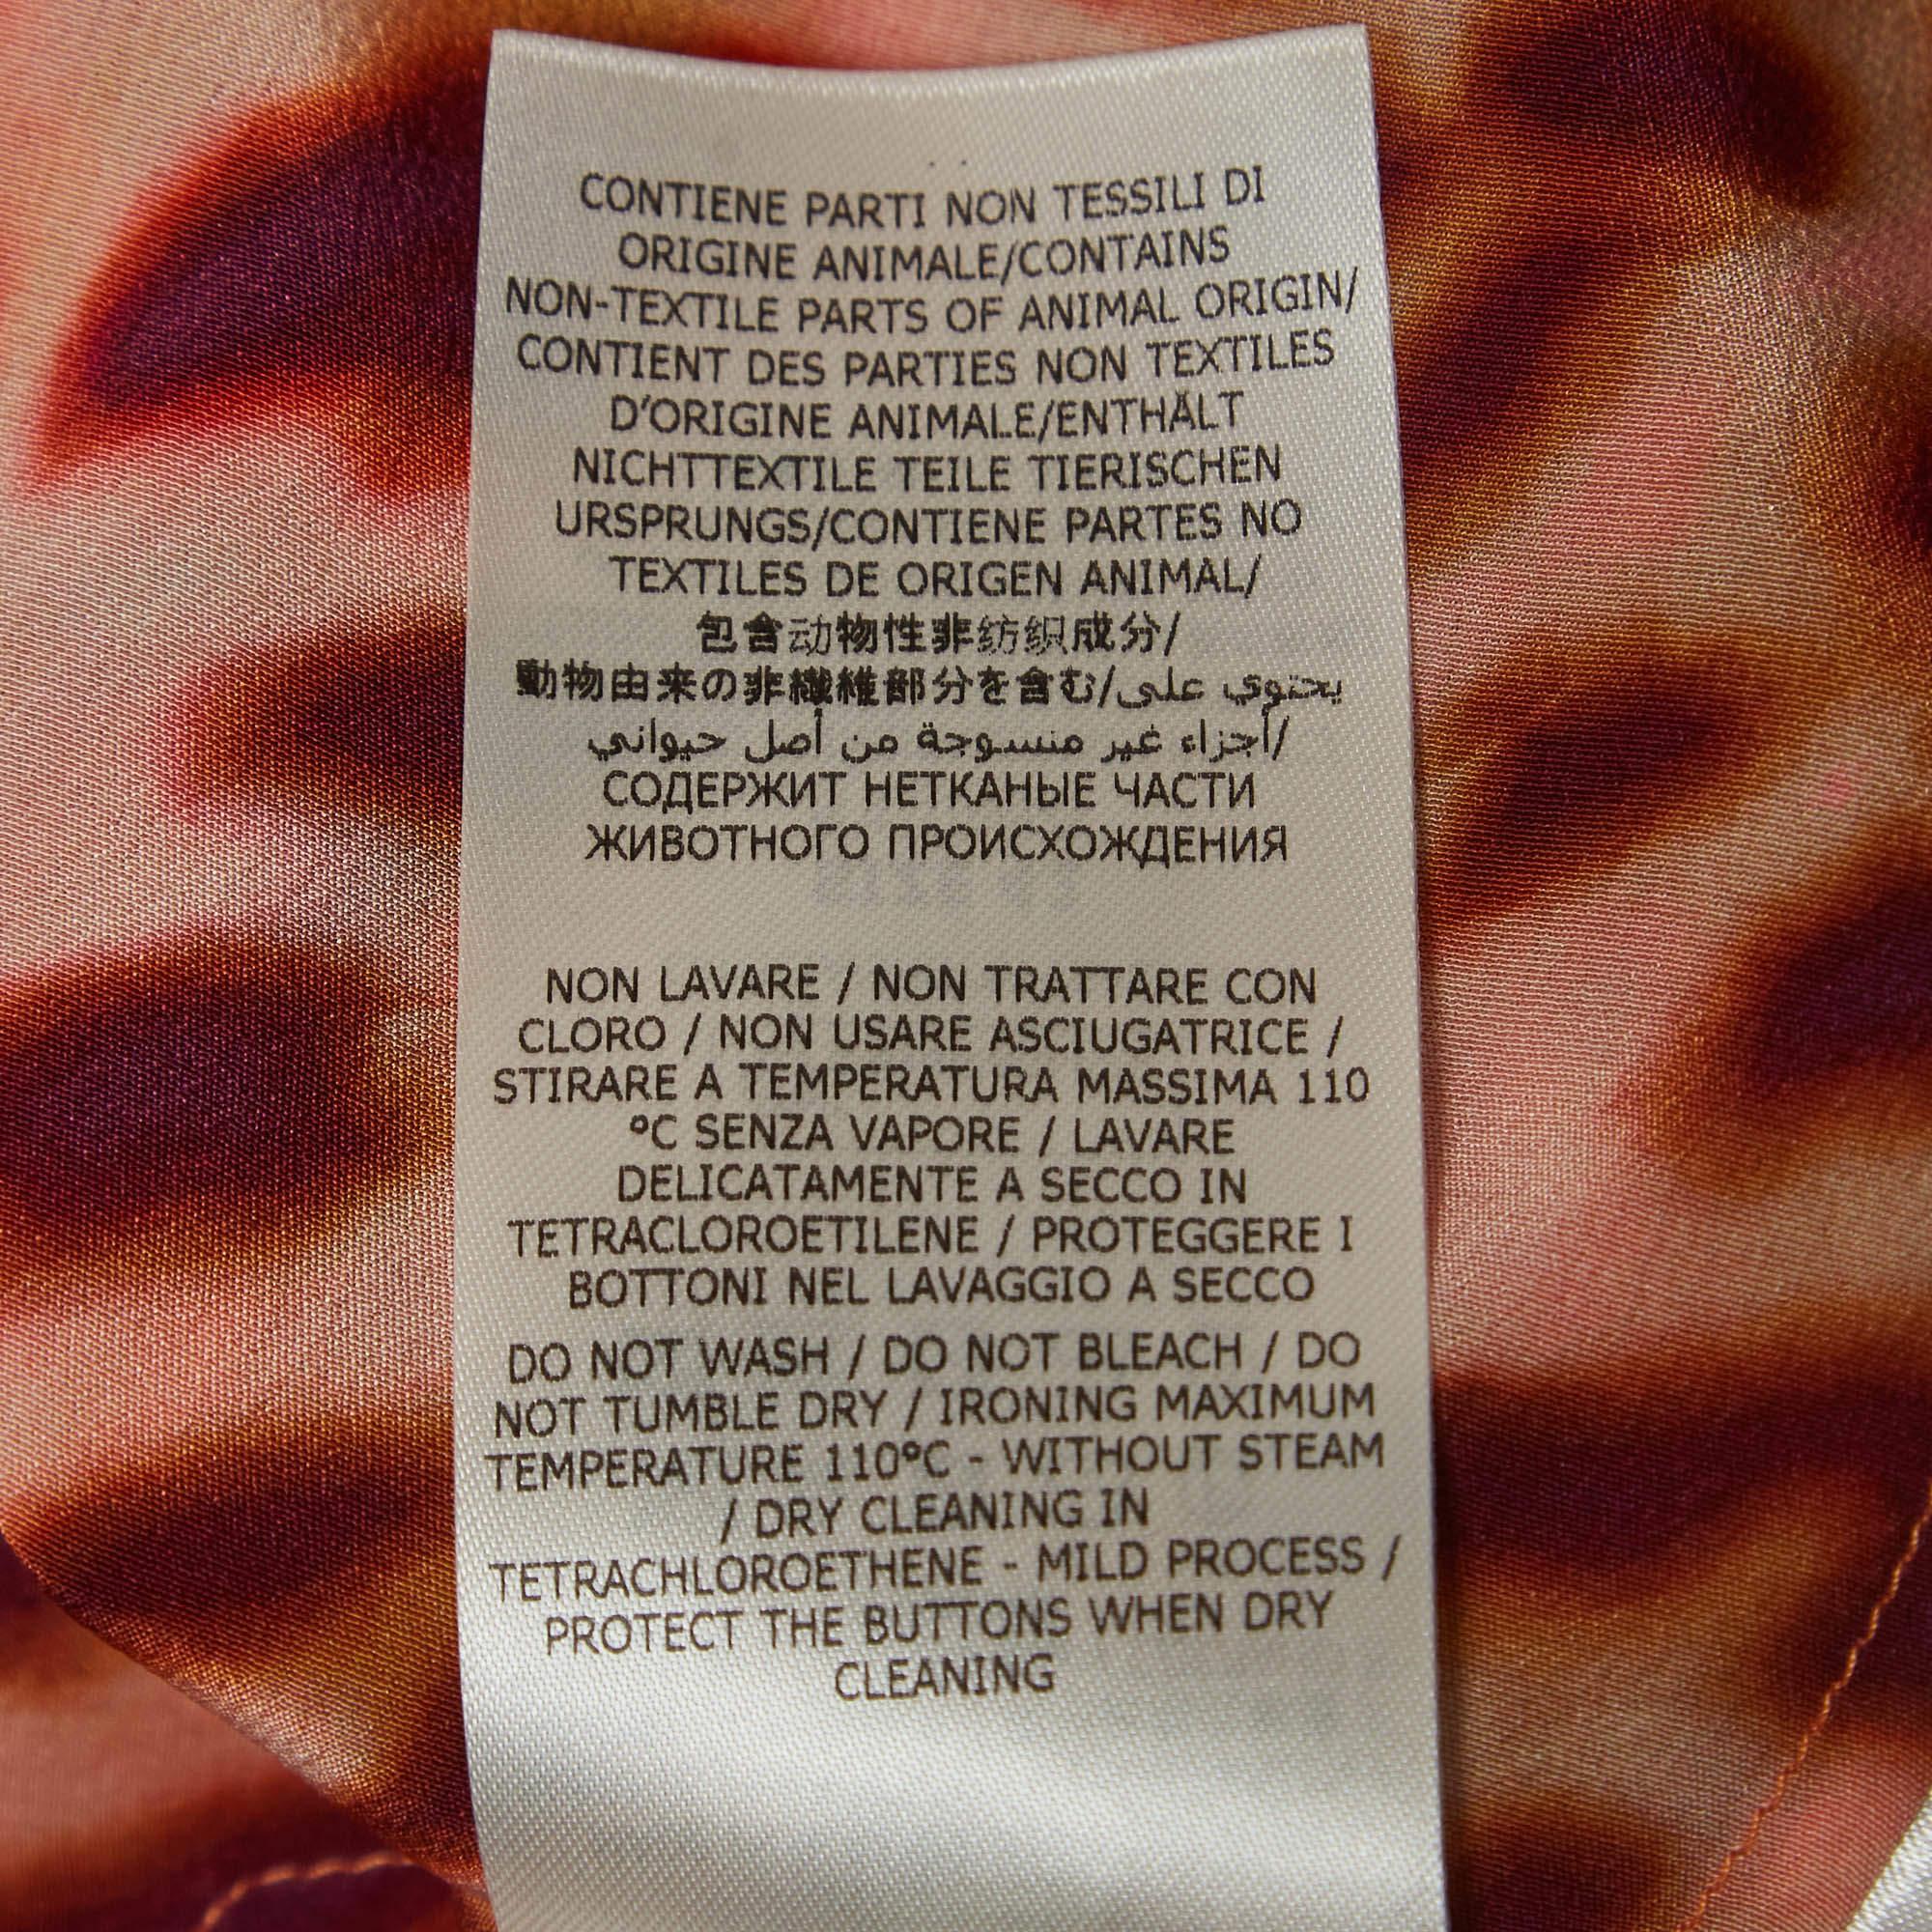 CONTIENE PARTI NON TESSILI DI
ORIGINE ANIMALE/CONTAINS
NON-TEXTILE PARTS OF ANIMAL ORIGIN/
CONTIENT DES PARTIES NON TEXTILES
D'ORIGINE ANIMALE/ENTHÄLT
NICHTTEXTILE TEILE TIERISCHEN
URSPRUNGS/CONTIENE PARTES NO
TEXTILES DE ORIGEN ANIMAL/
包含动物性非纺织成分/
動物由来の非繊維部分を含む/يحتوي على
أجزاء غير منسوجة من أصل حيواني/
СОДЕРЖИТ НЕТКАНЫЕ ЧАСТИ
ЖИВОТНОГО ПРОИСХОЖДЕНИЯ
NON LAVARE / NON TRATTARE CON
CLORO / NON USARE ASCIUGATRICE /
STIRARE A TEMPERATURA MASSIMA 110
ºC SENZA VAPORE / LAVARE
DELICATAMENTE A SECCO IN
TETRACLOROETILENE / PROTEGGERE I
BOTTONI NEL LAVAGGIO A SECCO
DO NOT WASH / DO NOT BLEACH / DO
NOT TUMBLE DRY / IRONING MAXIMUM
TEMPERATURE 110ºC - WITHOUT STEAM
/ DRY CLEANING IN
TETRACHLOROETHENE - MILD PROCESS /
PROTECT THE BUTTONS WHEN DRY
CLEANING